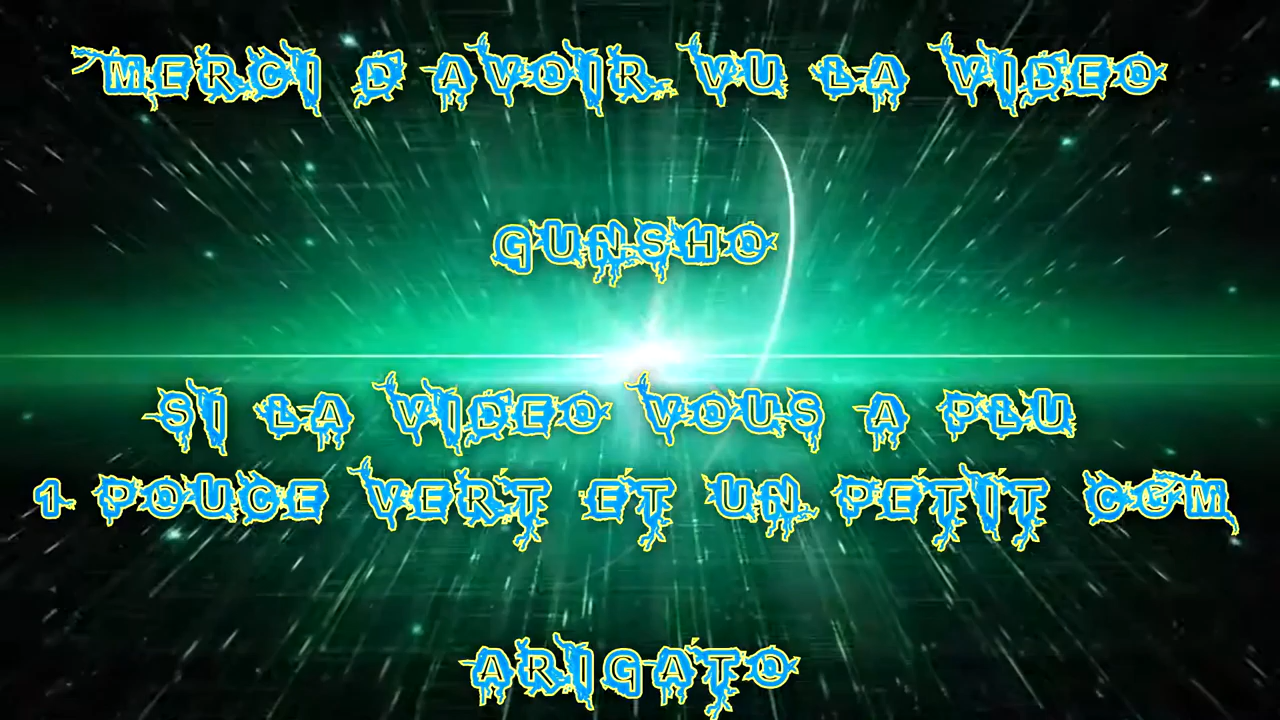 MERCI D AVOIR VU LA VIDEO
GUNSHO
SI LA VIDEO VOUS A PLU
1 POUCE VERT ET UN PETIT COM
ARIGATO